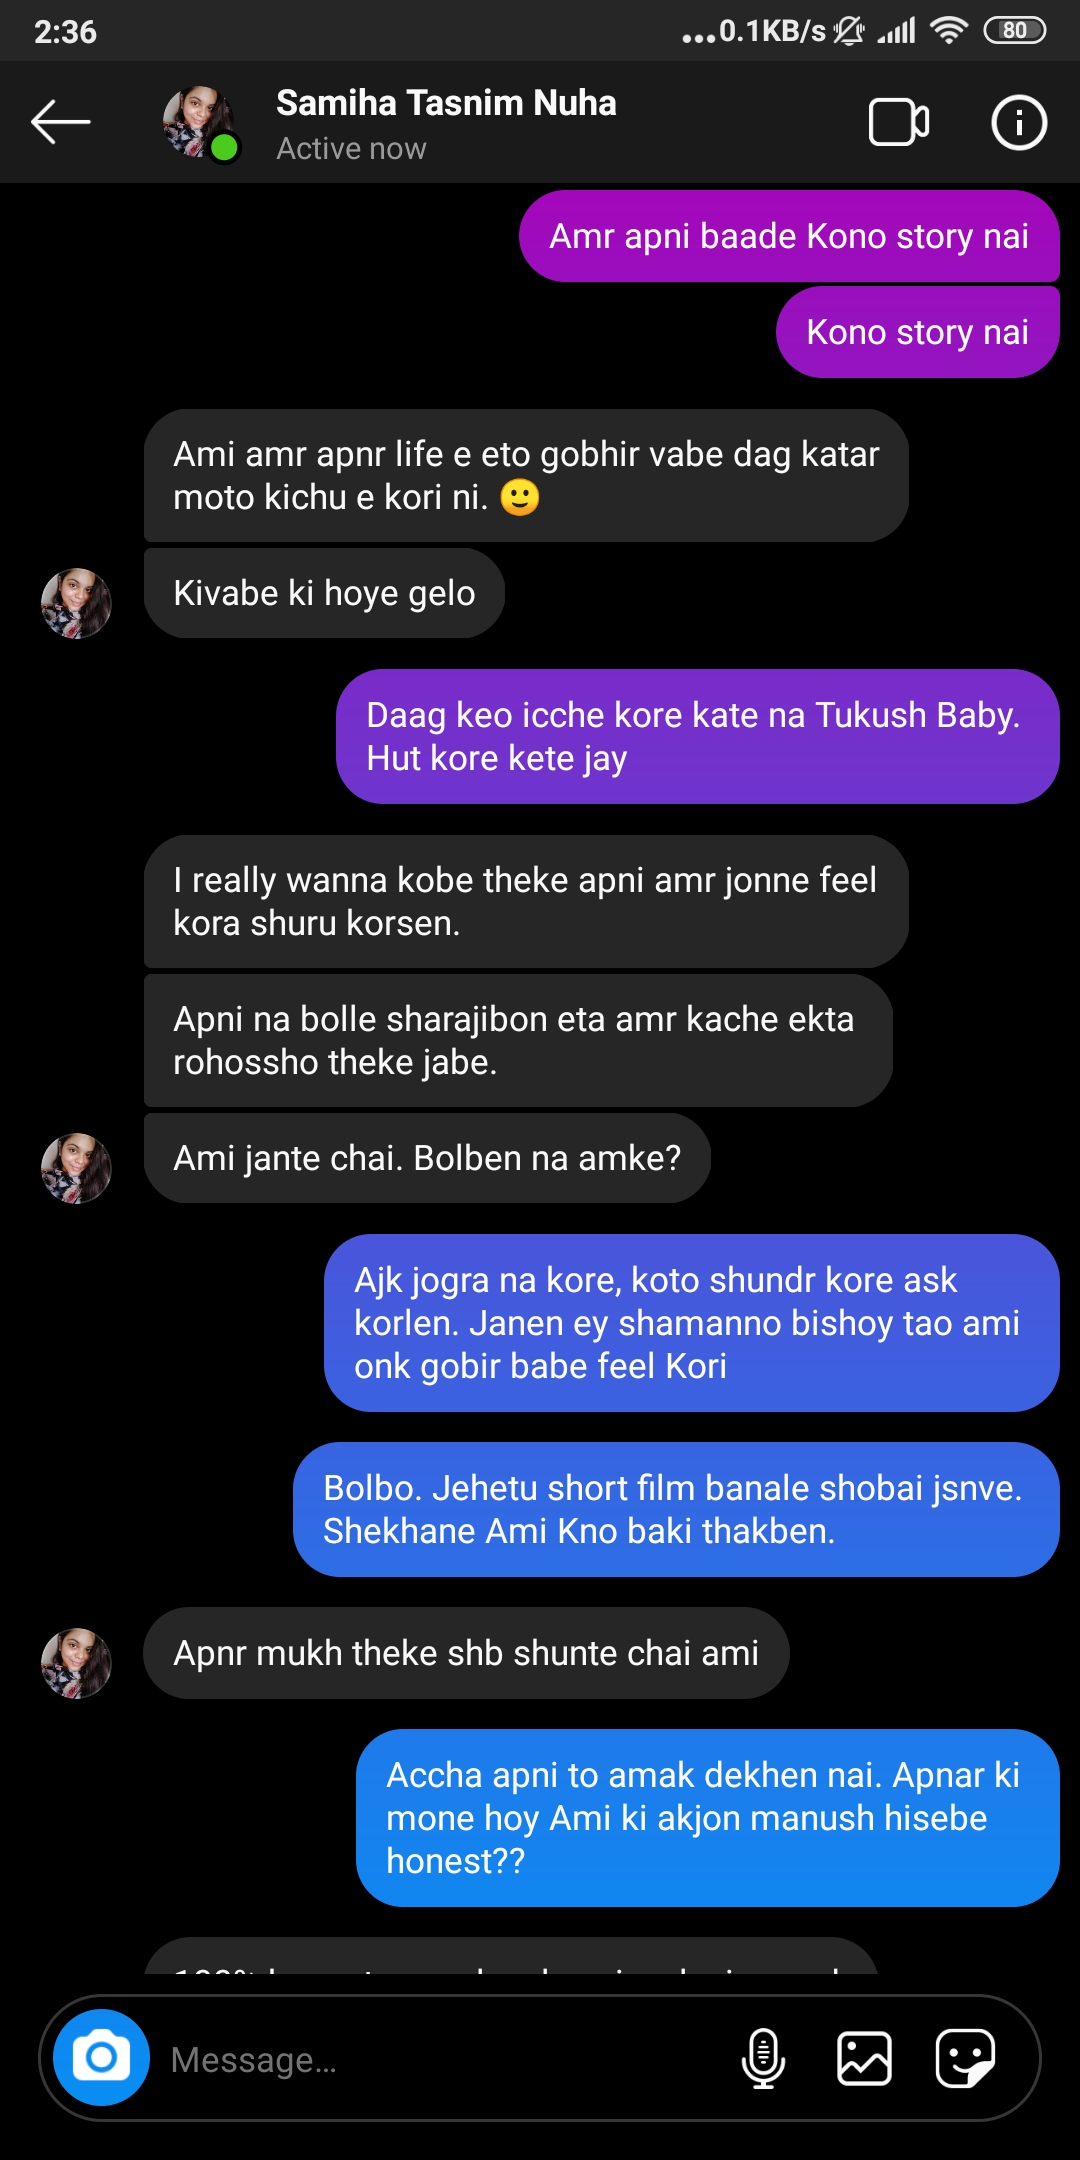 2:36
...0.1KB/s
80
Samiha Tasnim Nuha
Active now
Amr apni baade Kono story nai
Kono story nai
Ami amr apnr life e eto gobhir vabe dag katar
moto kichu e kori ni. 🙂
Kivabe ki hoye gelo
Daag keo icche kore kate na Tukush Baby.
Hut kore kete jay
I really wanna kobe theke apni amr jonne feel
kora shuru korsen.
Apni na bolle sharajibon eta amr kache ekta
rohossho theke jabe.
Ami jante chai. Bolben na amke?
Ajk jogra na kore, koto shundr kore ask
korlen. Janen ey shamanno bishoy tao ami
onk gobir babe feel Kori
Bolbo. Jehetu short film banale shobai jsnve.
Shekhane Ami Kno baki thakben.
Apnr mukh theke shb shunte chai ami
Accha apni to amak dekhen nai. Apnar ki
mone hoy Ami ki akjon manush hisebe
honest??
Message...